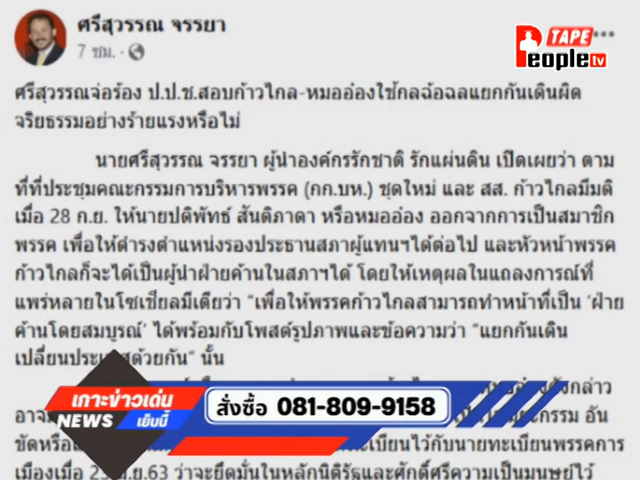 ศรีสุวรรณ จรรยา
7 ชม. ·
TAPE
People tv
ศรีสุวรรณจ่อร้อง ป.ป.ช.สอบก้าวไกล-หมออ๋องใช้กลฉ้อฉลแยกกันเดินผิด
จริยธรรมอย่างร้ายแรงหรือไม่
นายศรีสุวรรณ จรรยา ผู้นำองค์กรรักชาติ รักแผ่นดิน เปิดเผยว่า ตาม
ที่ที่ประชุมคณะกรรมการบริหารพรรค (กก.บห.) ชุดใหม่ และ สส. ก้าวไกลมีมติ
เมื่อ 28 ก.ย. ให้นายปดิพัทธ์ สันติภาดา หรือหมออ๋อง ออกจากการเป็นสมาชิก
พรรค เพื่อให้ดำรงตำแหน่งรองประธานสภาผู้แทนฯได้ต่อไป และหัวหน้าพรรค
ก้าวไกลก็จะได้เป็นผู้นำฝ่ายค้านในสภาฯได้ โดยให้เหตุผลในแถลงการณ์ที่
แพร่หลายในโซเชียลมีเดียว่า “เพื่อให้พรรคก้าวไกลสามารถทำหน้าที่เป็น ‘ฝ่าย
ค้านโดยสมบูรณ์’ ได้พร้อมกับโพสต์รูปภาพและข้อความว่า “แยกกันเดิน
เปลี่ยนประเทศด้วยกัน” นั้น
ดังกล่าว
เกาะข่าวเด่น
NEWS เย็นนี้
สั่งซื้อ 081-809-9158
ธรรม อัน
ขัดหรือ
ทะเบียนไว้กับนายทะเบียนพรรคการ
เมืองเมื่อ
ย.63 ว่าจะยึดมั่นในหลักนิติรัฐและศักดิ์ศรีความเป็นมนุษย์ไว้